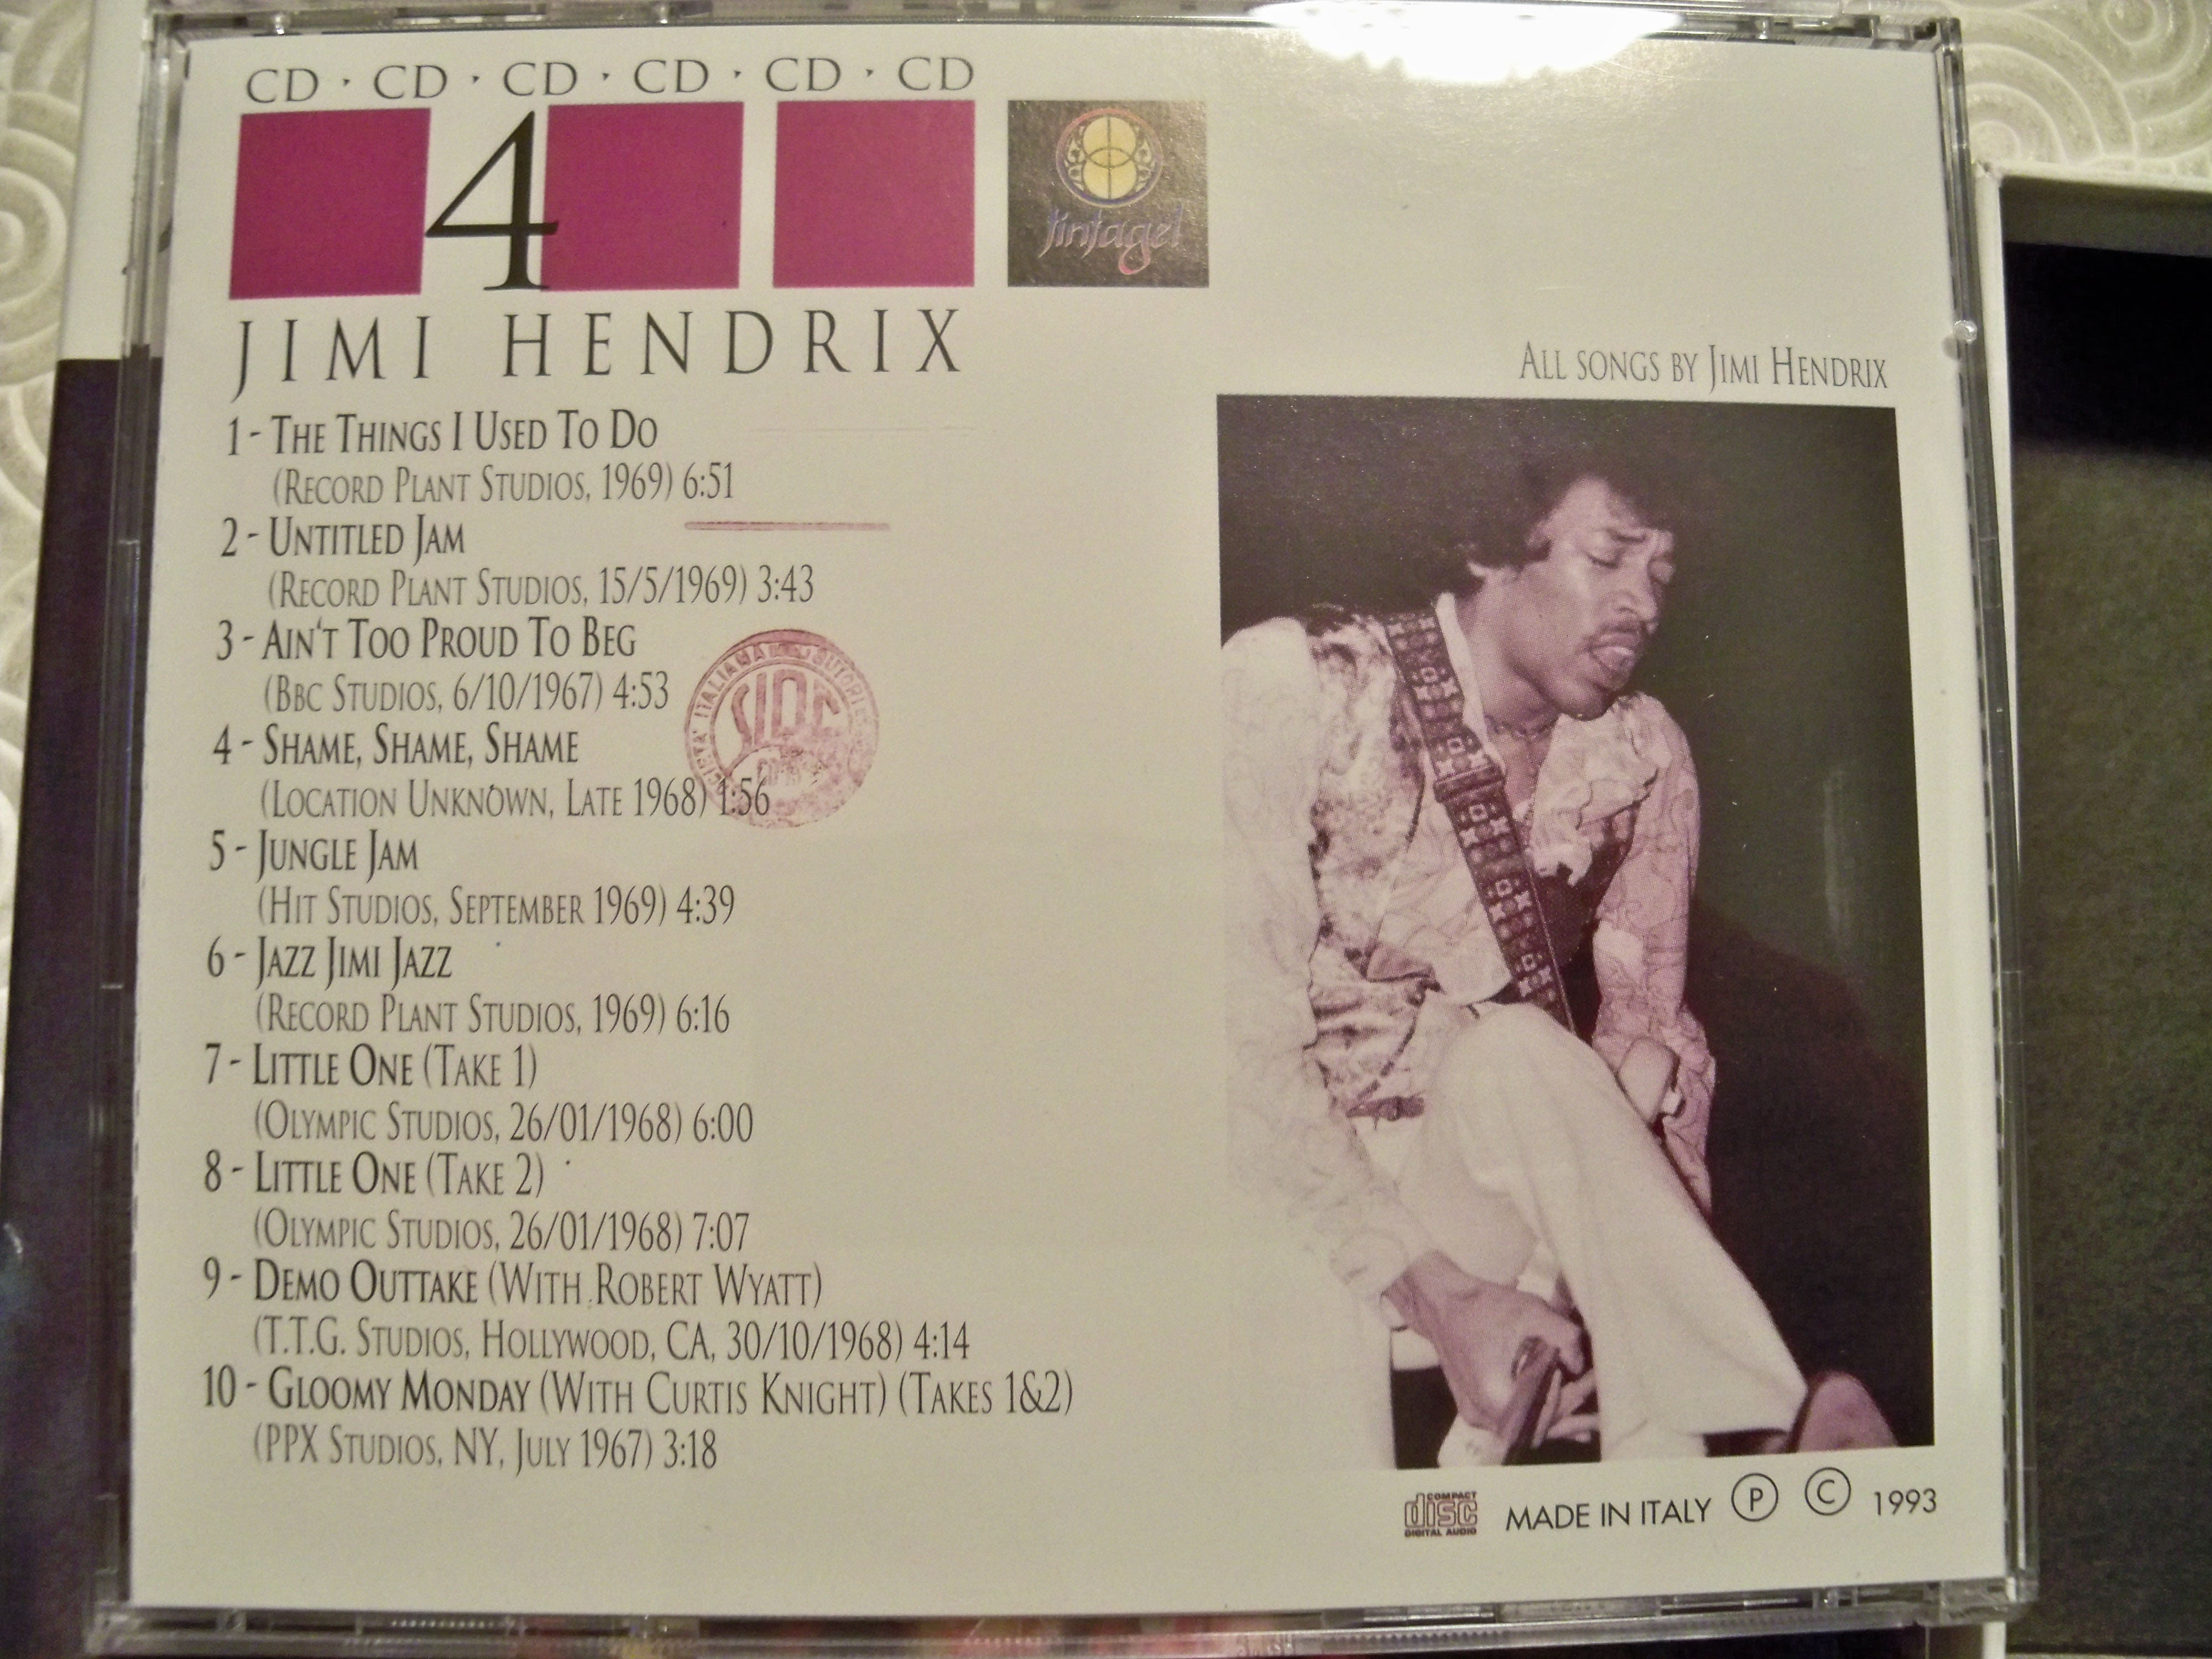 CD · CD · CD · CD · CD · CD
4
tintagel
JIMI HENDRIX
ALL SONGS BY JIMI HENDRIX
1 - THE THINGS I USED TO DO
(RECORD PLANT STUDIOS, 1969) 6:51
2 - UNTITLED JAM
(RECORD PLANT STUDIOS, 15/5/1969) 3:43
3 - AIN'T TOO PROUD TO BEG
(BBC STUDIOS, 6/10/1967) 4:53
4 - SHAME, SHAME, SHAME
(LOCATION UNKNOWN, LATE 1968) 1:56
5 - JUNGLE JAM
(HIT STUDIOS, SEPTEMBER 1969) 4:39
6 - JAZZ JIMI JAZZ
(RECORD PLANT STUDIOS, 1969) 6:16
7 - LITTLE ONE (TAKE 1)
(OLYMPIC STUDIOS, 26/01/1968) 6:00
8 - LITTLE ONE (TAKE 2)
(OLYMPIC STUDIOS, 26/01/1968) 7:07
9 - DEMO OUTTAKE (WITH ROBERT WYATT)
(T.T.G. STUDIOS, HOLLYWOOD, CA, 30/10/1968) 4:14
10 - GLOOMY MONDAY (WITH CURTIS KNIGHT) (TAKES 1&2)
(PPX STUDIOS, NY, JULY 1967) 3:18
ITALIANA
COMPACT
disc
DIGITAL AUDIO
MADE IN ITALY Ⓟ © 1993